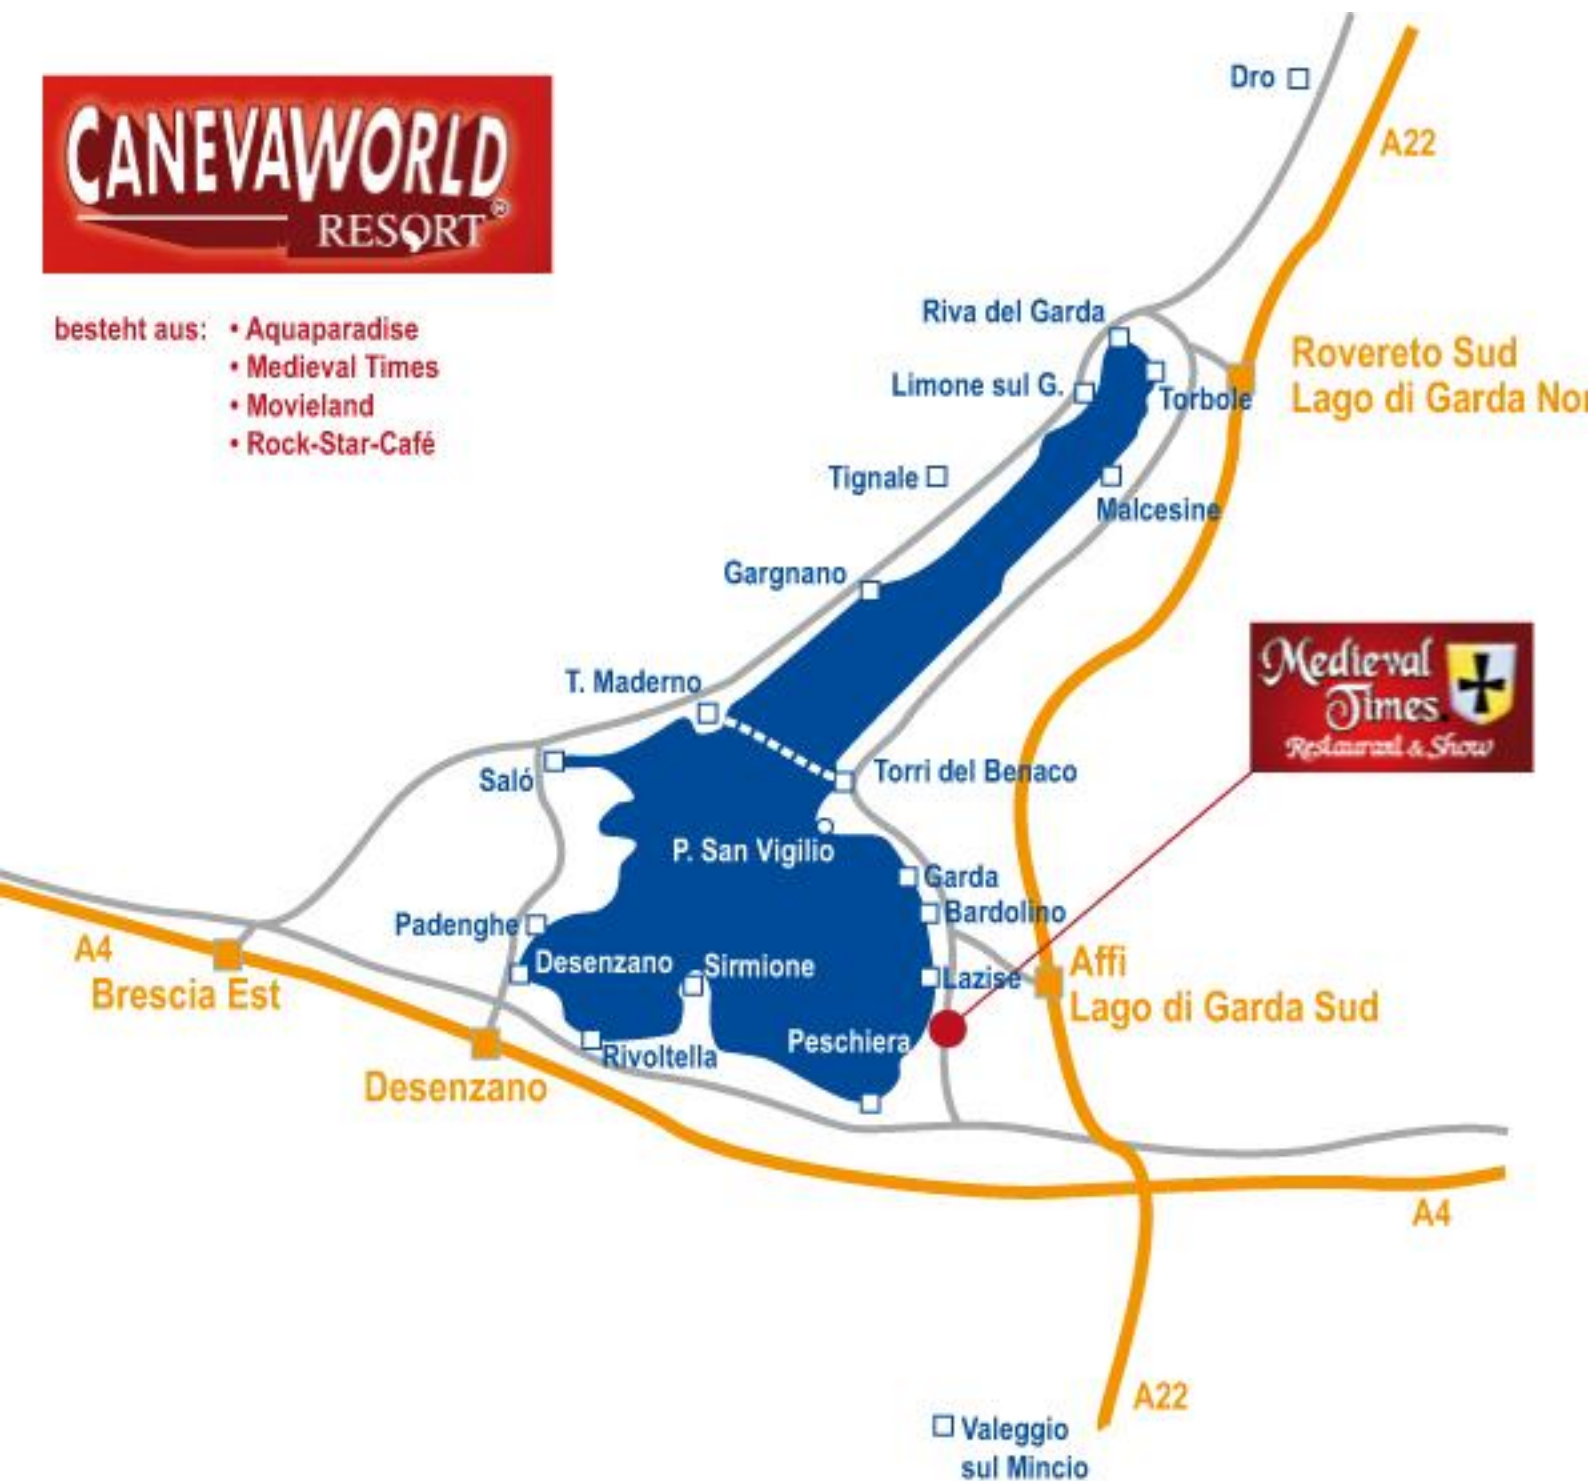 CANEVAWORLD
RESORT®
besteht aus:
• Aquaparadise
• Medieval Times
• Movieland
• Rock-Star-Café
Dro
A22
Riva del Garda
Limone sul G.
Torbole
Rovereto Sud
Lago di Garda Nor
Tignale
Malcesine
Gargnano
Medieval
Times
Restaurant & Show
T. Maderno
Saló
Torri del Benaco
P. San Vigilio
Garda
Bardolino
Padenghe
A4
Brescia Est
Desenzano
Sirmione
Lazise
Affi
Lago di Garda Sud
Peschiera
Rivoltella
Desenzano
A4
A22
Valeggio
sul Mincio